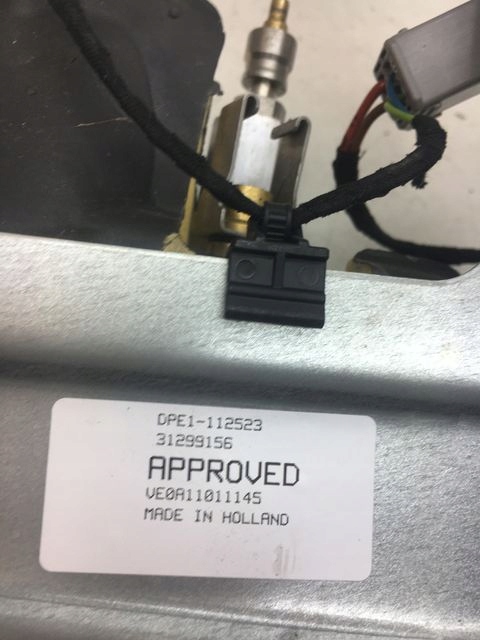 DPE1-112523
31299156
APPROVED
VE0A11011145
MADE IN HOLLAND